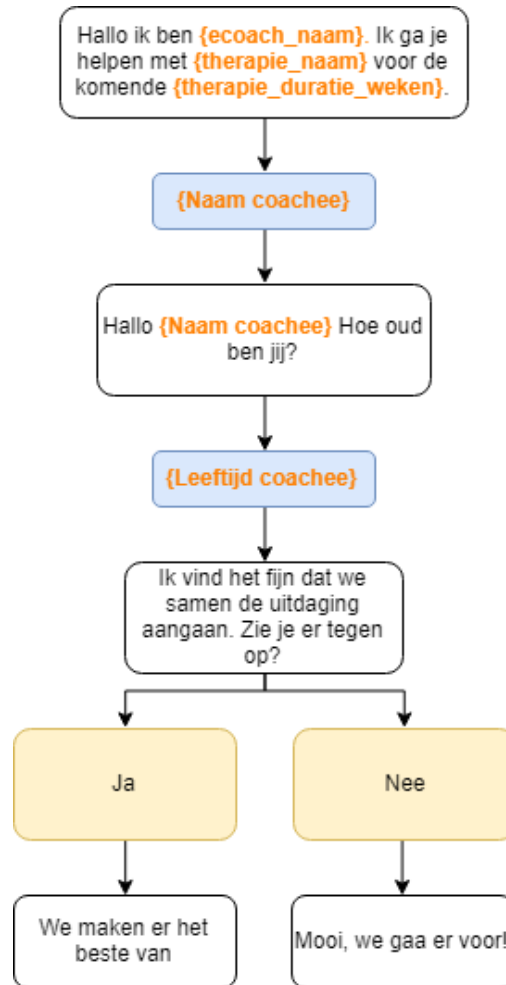 Hallo ik ben {ecoach_naam}. Ik ga je
helpen met {therapie_naam} voor de
komende {therapie_duratie_weken}.
{Naam coachee}
Hallo {Naam coachee} Hoe oud
ben jij?
{Leeftijd coachee}
Ik vind het fijn dat we
samen de uitdaging
aangaan. Zie je er tegen
op?
Ja
Nee
We maken er het
beste van
Mooi, we gaa er voor!